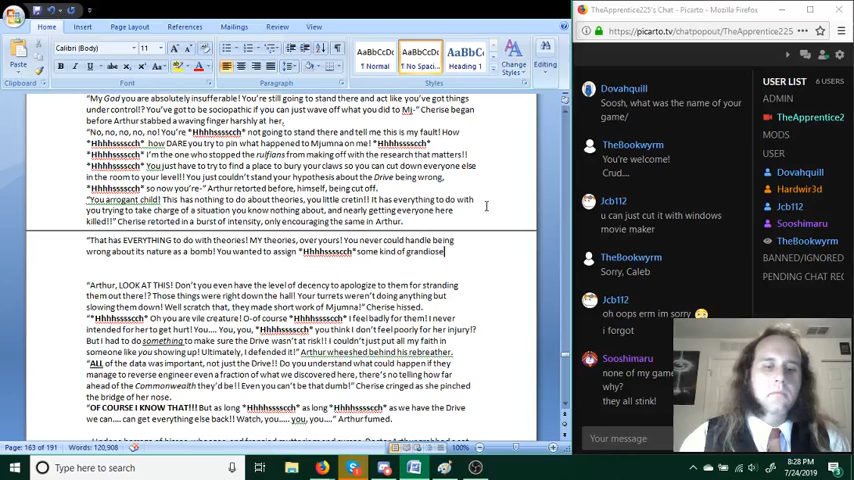 TheApprentice225's Chat - Picarto - Mozilla Firefox
Home Insert Page Layout References Mailings Review View
https://picarto.tv/chatpopout/TheApprentice225
Calibri (Body) 11
Paste
AaBbCcDc AaBbCcDc AaBbCc
¶ Normal ¶ No Spaci... Heading 1
Change Styles
Editing
Clipboard Font Paragraph Styles
"My God you are absolutely insufferable! You're still going to stand there and act like you've got things
under control!? You've got to be sociopathic if you can just wave off what you did to Mj-" Cherise began
before Arthur stabbed a waving finger harshly at her.
"No, no, no, no, no! You're *Hhhhsssscch* not going to stand there and tell me this is my fault! How
*Hhhhsssscch* how DARE you try to pin what happened to Mjumna on me! *Hhhhsssscch*
*Hhhhsssscch* I'm the one who stopped the rulfians from making off with the research that matters!!
*Hhhhsssscch* You just have to try to find a place to bury your claws so you can cut down everyone else
in the room to your level!! You just couldn't stand your hypothesis about the Drive being wrong,
*Hhhhsssscch* so now you're-" Arthur retorted before, himself, being cut off.
"You arrogant child! This has nothing to do about theories, you little cretin!! It has everything to do with
you trying to take charge of a situation you know nothing about, and nearly getting everyone here
killed!!" Cherise retorted in a burst of intensity, only encouraging the same in Arthur.
"That has EVERYTHING to do with theories! MY theories, over yours! You never could handle being
wrong about its nature as a bomb! You wanted to assign *Hhhhsssscch*some kind of grandiose
"Arthur, LOOK AT THIS! Don't you even have the level of decency to apologize to them for stranding
them out there!? Those things were right down the hall! Your turrets weren't doing anything but
slowing them down! Well scratch that, they made short work of Mjumna!" Cherise hissed.
"*Hhhhsssscch* Oh you are vile creature! O-of course *Hhhhsssscch* I feel badly for them! I never
intended for her to get hurt! You.... You, you, *Hhhhsssscch* you think I don't feel poorly for her injury!?
But I had to do something to make sure the Drive wasn't at risk!! I couldn't just put all my faith in
someone like you showing up! Ultimately, I defended it!" Arthur wheeshed behind his rebreather.
"ALL of the data was important, not just the Drive!! Do you understand what could happen if they
manage to reverse engineer even a fraction of what we discovered here, there's no telling how far
ahead of the Commonwealth they'd be!! Even you can't be that dumb!" Cherise cringed as she pinched
the bridge of her nose.
"OF COURSE I KNOW THAT!!! But as long *Hhhhsssscch* as long *Hhhhsssscch* as we have the Drive
we can..... can get everything else back!! Watch, you..... you, you...." Arthur fumed.
Page: 163 of 191 Words: 120,908 100%
Dovahquill
Soosh, what was the name of your
game/
TheBookwyrm
You're welcome!
Crud....
Jcb112
u can just cut it with windows
movie maker
TheBookwyrm
Sorry, Caleb
Jcb112
oh oops erm im sorry
i forgot
Sooshimaru
none of my game
why?
they all stink!
Your message
USER LIST 6 USERS
ADMIN
TheApprentice2
MODS
USER
Dovahquill
Hardwir3d
Jcb112
Sooshimaru
TheBookwyrm
BANNED/IGNORED
PENDING CHAT REQ
Type here to search
8:28 PM
7/24/2019